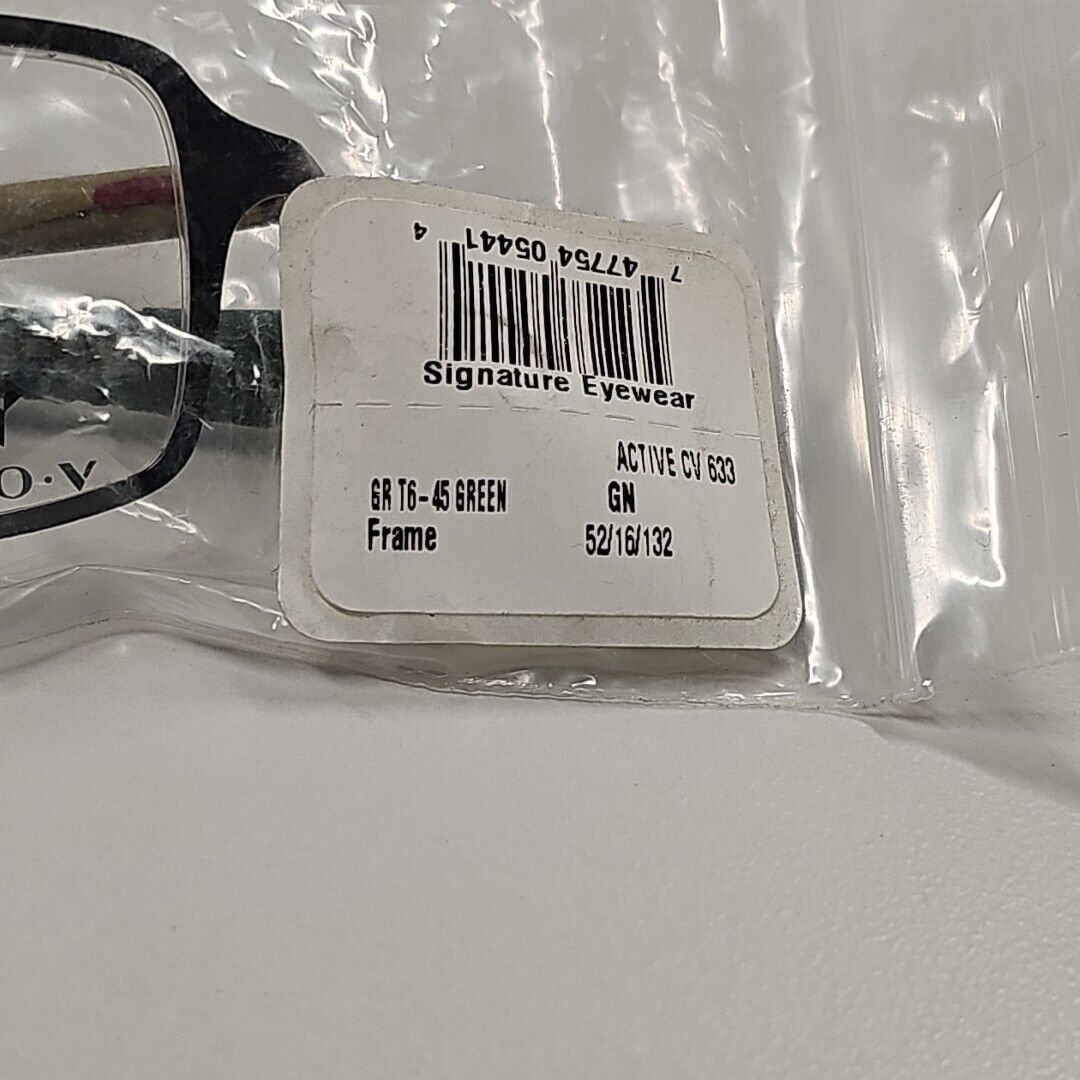 7 47754 05441 4
Signature Eyewear
ACTIVE CV 633
GR T6-45 GREEN GN
Frame 52/16/132
O·V